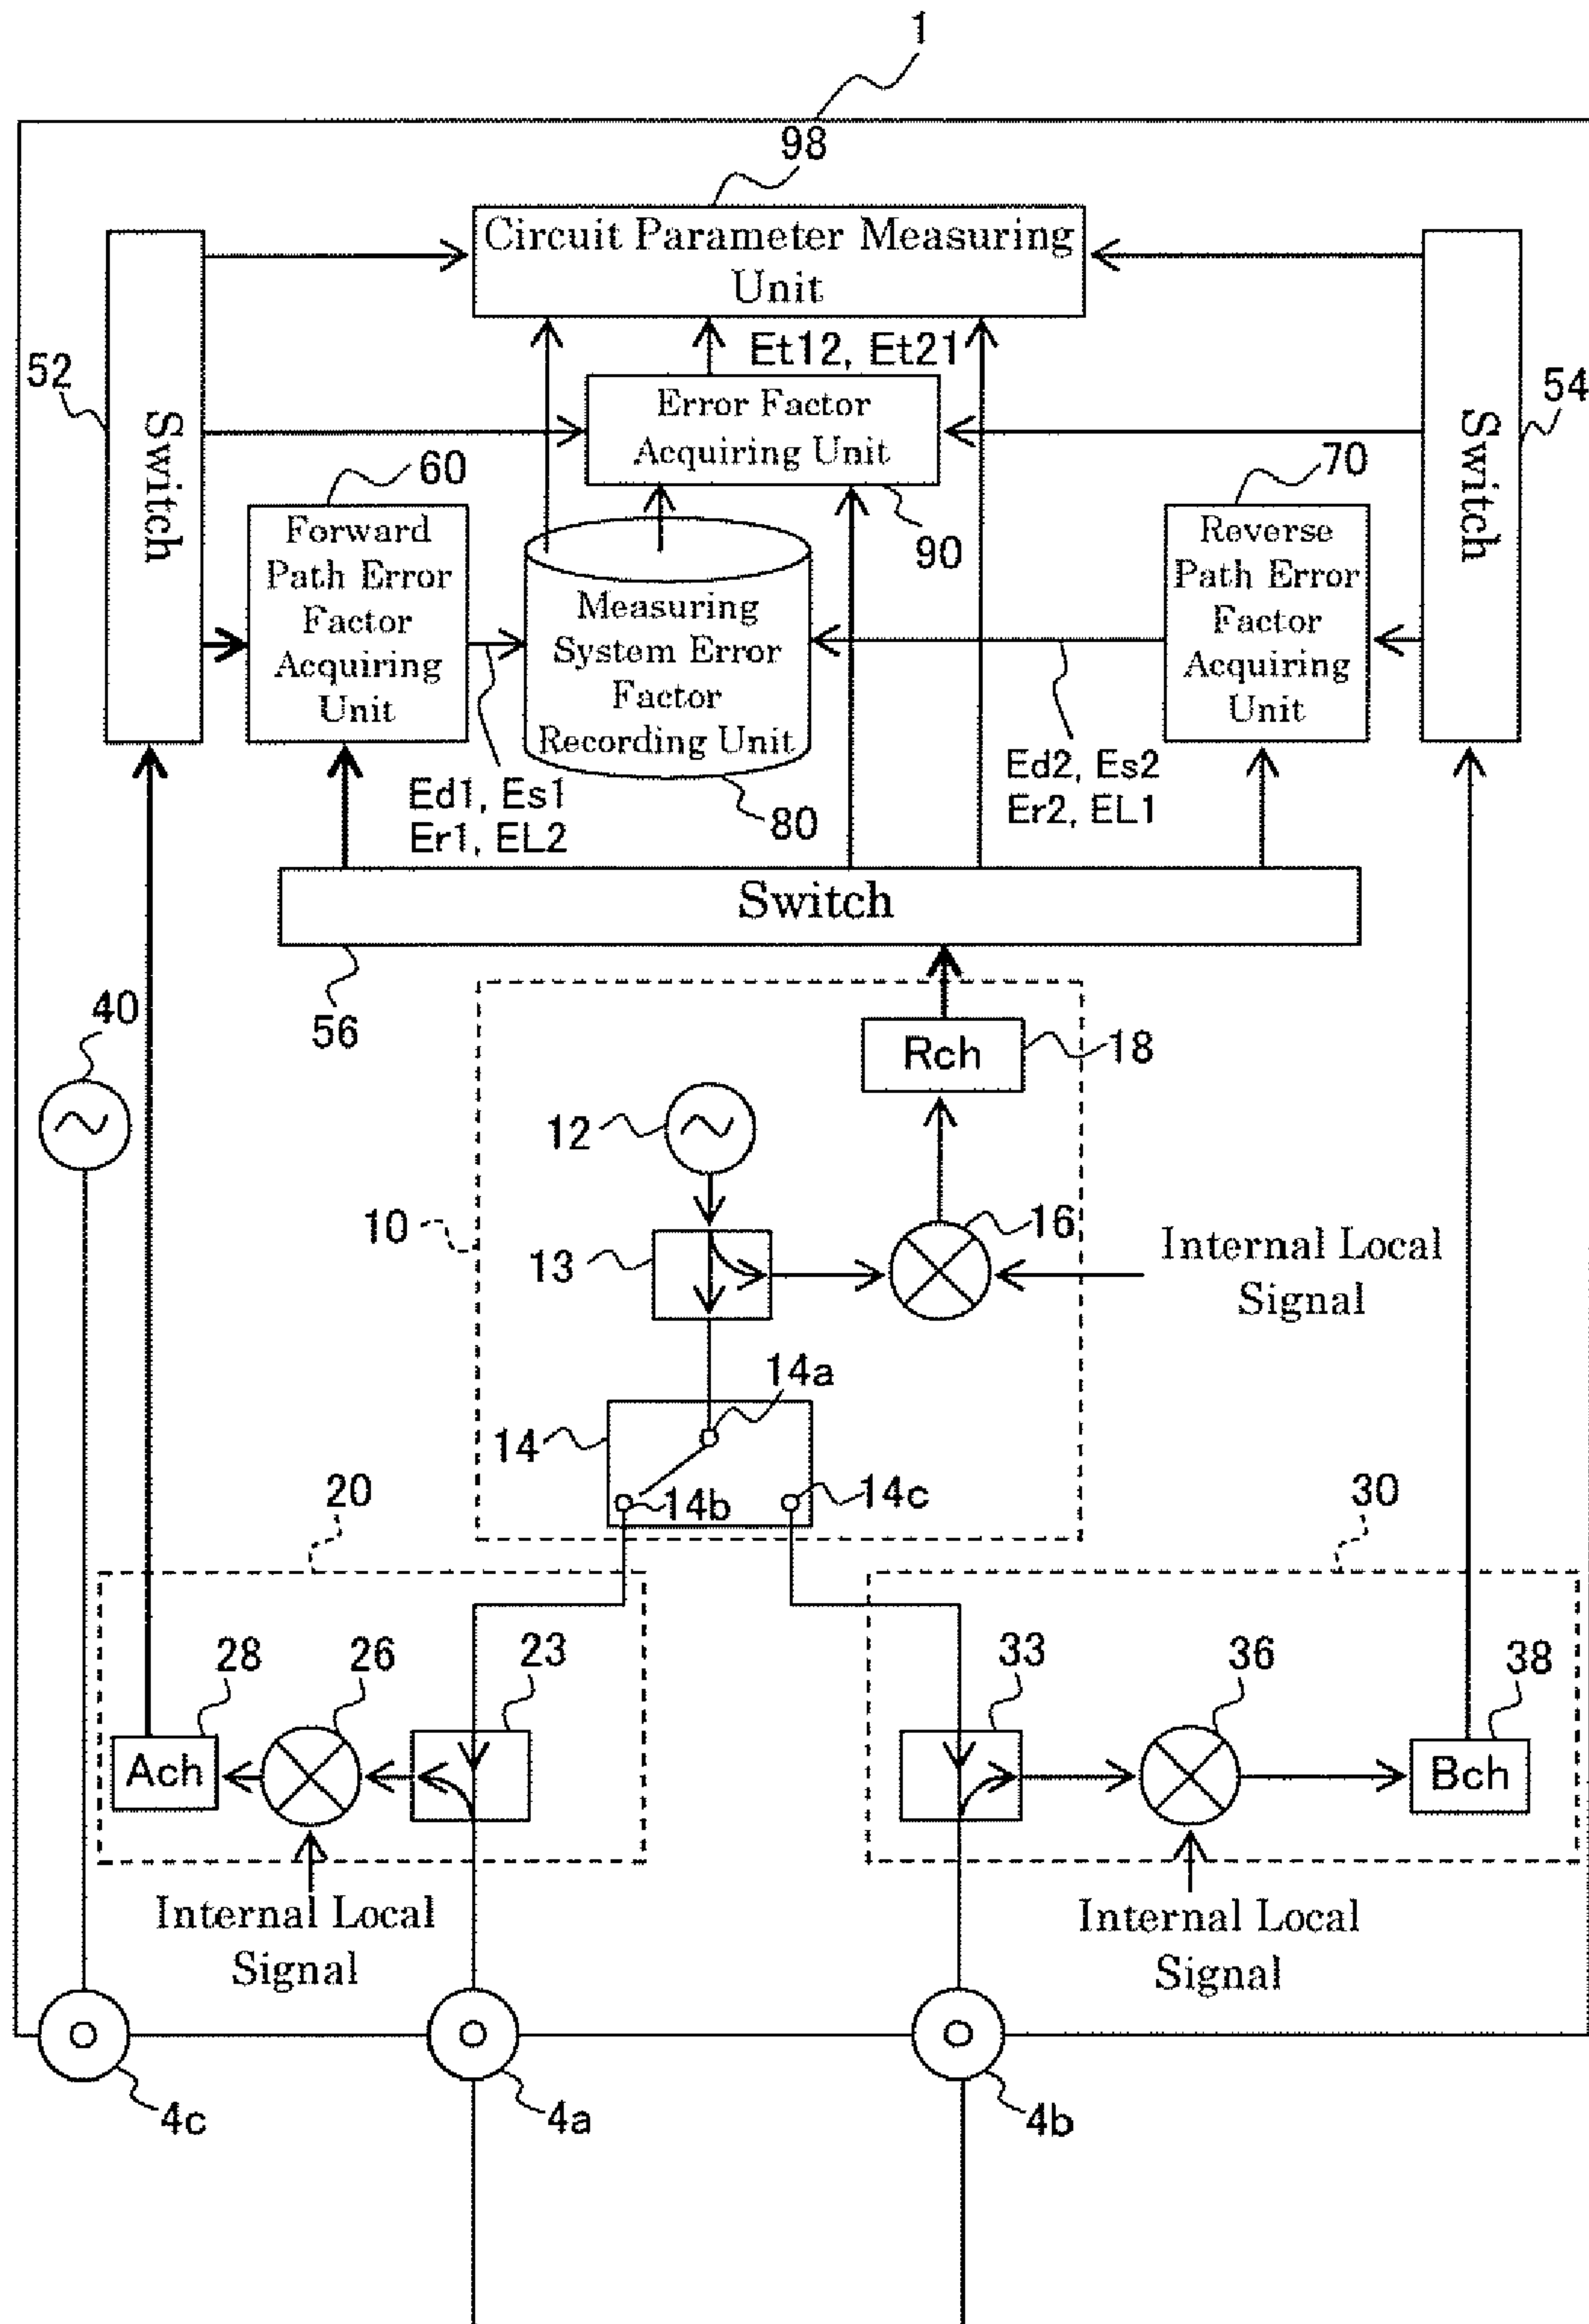 1
98
Circuit Parameter Measuring
Unit
52
Switch
Et12, Et21
54
Switch
Error Factor
Acquiring Unit
60
70
90
Forward
Path Error
Factor
Acquiring
Unit
Measuring
System Error
Factor
Recording Unit
Reverse
Path Error
Factor
Acquiring
Unit
Ed1, Es1
Er1, EL2
80
Ed2, Es2
Er2, EL1
Switch
40
56
Rch
18
12
10
13
16
Internal Local
Signal
14a
14
14b
14c
20
30
28
26
23
33
36
38
Ach
Bch
Internal Local
Signal
Internal Local
Signal
4c
4a
4b